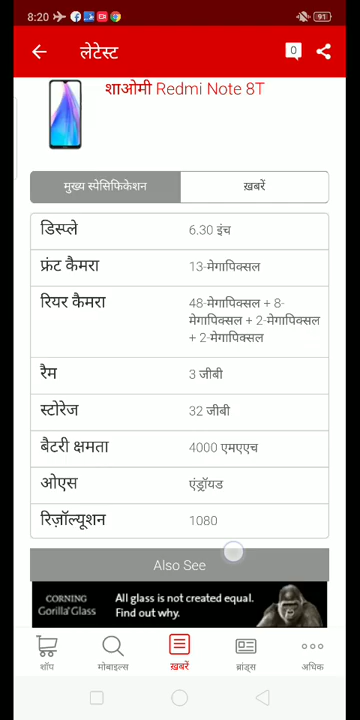 8:20
91
लेटेस्ट
0
शाओमी Redmi Note 8T
मुख्य स्पेसिफिकेशन
ख़बरें
डिस्प्ले 6.30 इंच
फ्रंट कैमरा 13-मेगापिक्सल
रियर कैमरा 48-मेगापिक्सल + 8-
मेगापिक्सल + 2-मेगापिक्सल
+ 2-मेगापिक्सल
रैम 3 जीबी
स्टोरेज 32 जीबी
बैटरी क्षमता 4000 एमएएच
ओएस एंड्रॉयड
रिज़ॉल्यूशन 1080
Also See
CORNING All glass is not created equal.
Gorilla Glass Find out why.
शॉप मोबाइल्स ख़बरें ब्रांड्स अधिक